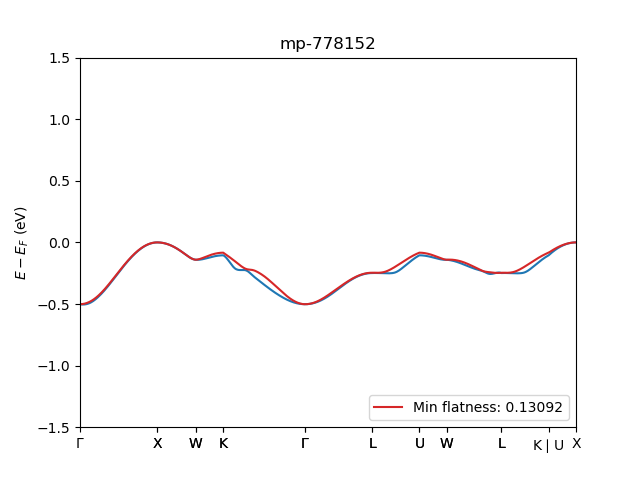 mp-778152
E − E_F (eV)
1.5
1.0
0.5
0.0
−0.5
−1.0
−1.5
Min flatness: 0.13092
Γ X W K Γ L U W L K | U X